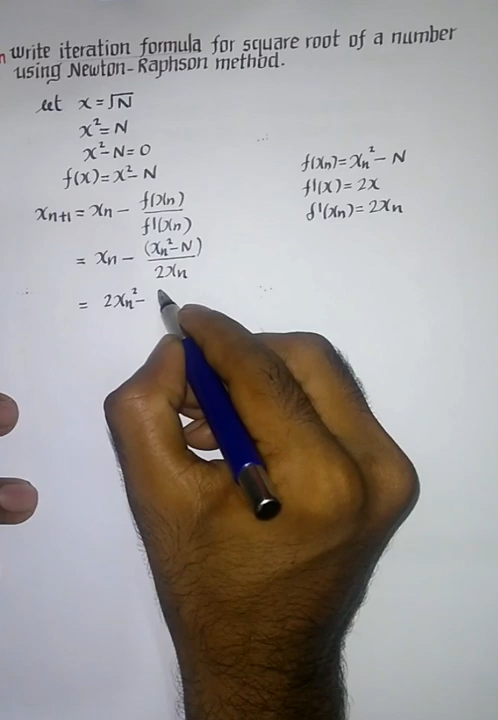 n write iteration formula for square root of a number
using Newton-Raphson method.
let x = √N
x² = N
x² - N = 0
f(x) = x² - N
f(xn) = xn² - N
f'(x) = 2x
f'(xn) = 2xn
xn+1 = xn - f(xn) / f'(xn)
= xn - (xn² - N) / 2xn
= 2xn² -